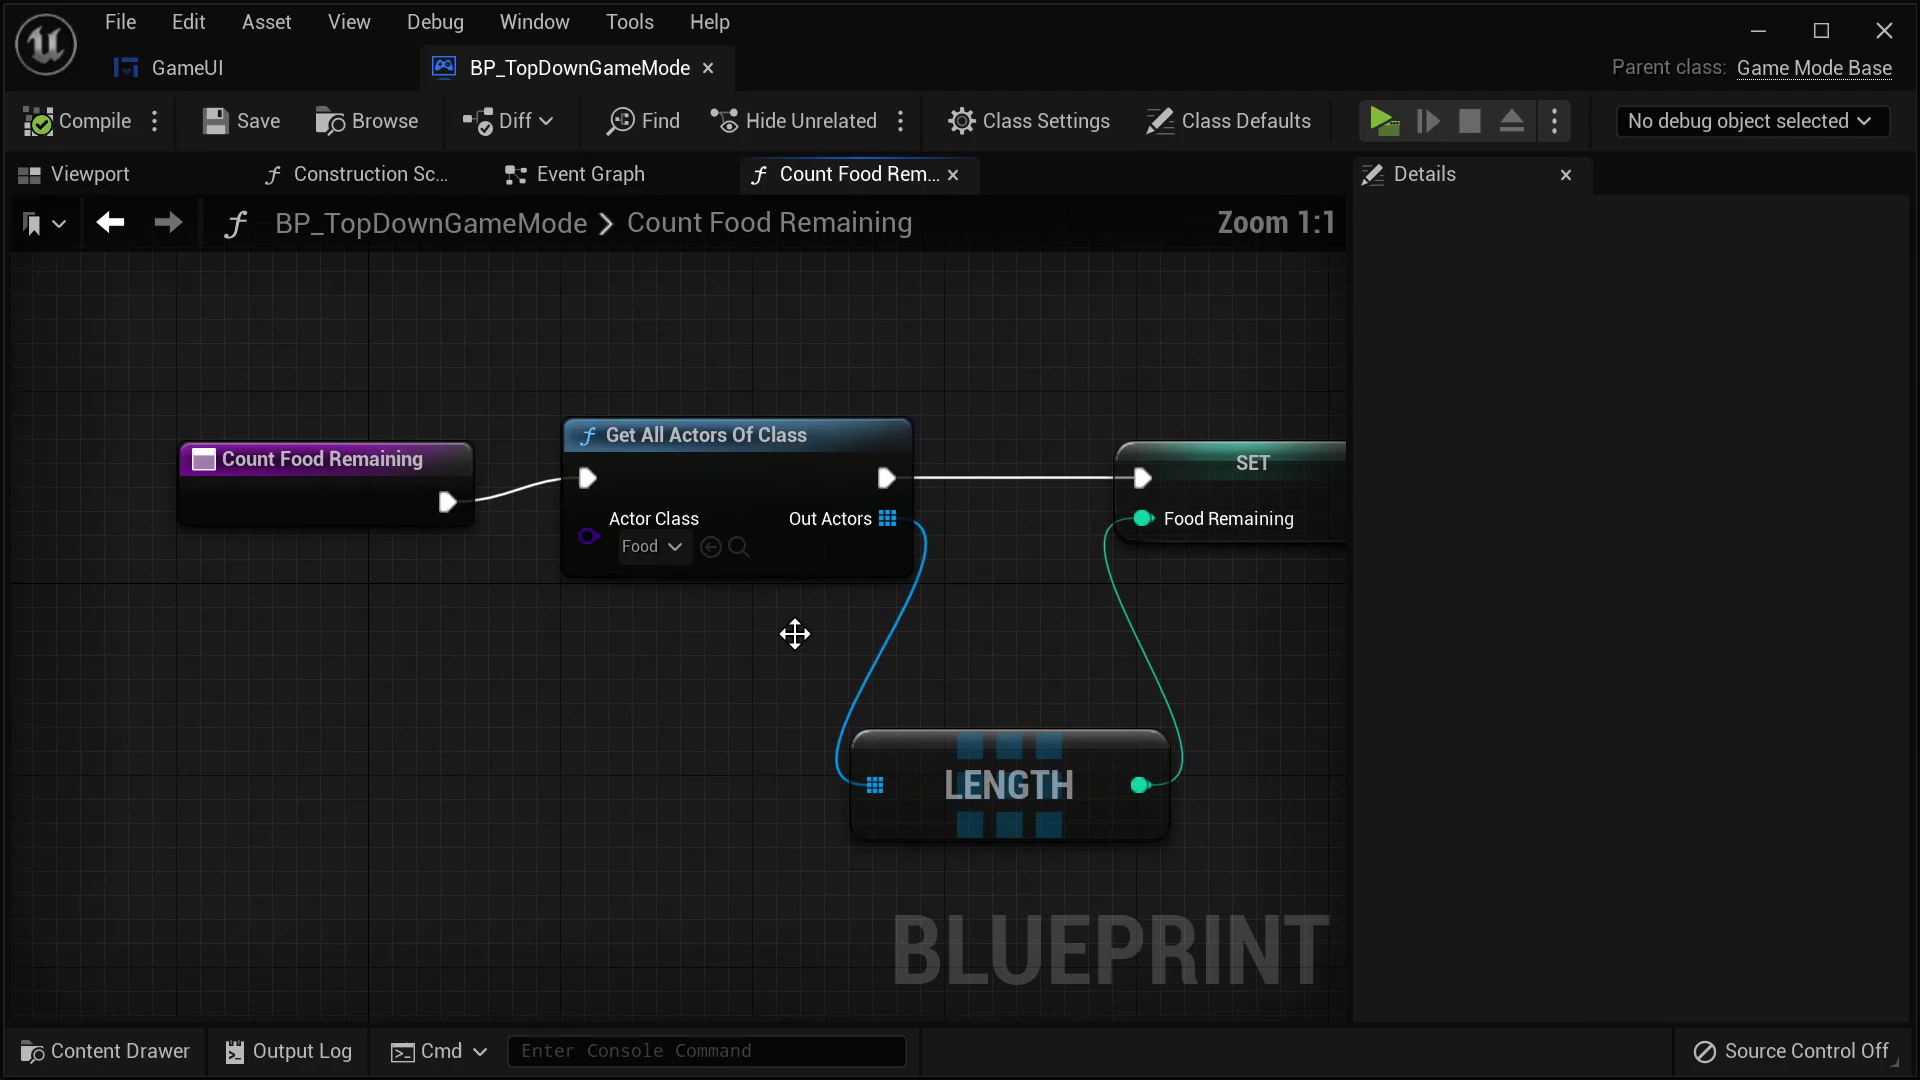 File Edit Asset View Debug Window Tools Help
GameUI BP_TopDownGameMode Parent class: Game Mode Base
Compile Save Browse Diff Find Hide Unrelated Class Settings Class Defaults No debug object selected
Viewport Construction Sc... Event Graph Count Food Rem... Details
BP_TopDownGameMode > Count Food Remaining Zoom 1:1
Get All Actors Of Class
Count Food Remaining
SET
Actor Class Out Actors Food Remaining
Food
LENGTH
BLUEPRINT
Content Drawer Output Log Cmd Enter Console Command Source Control Off